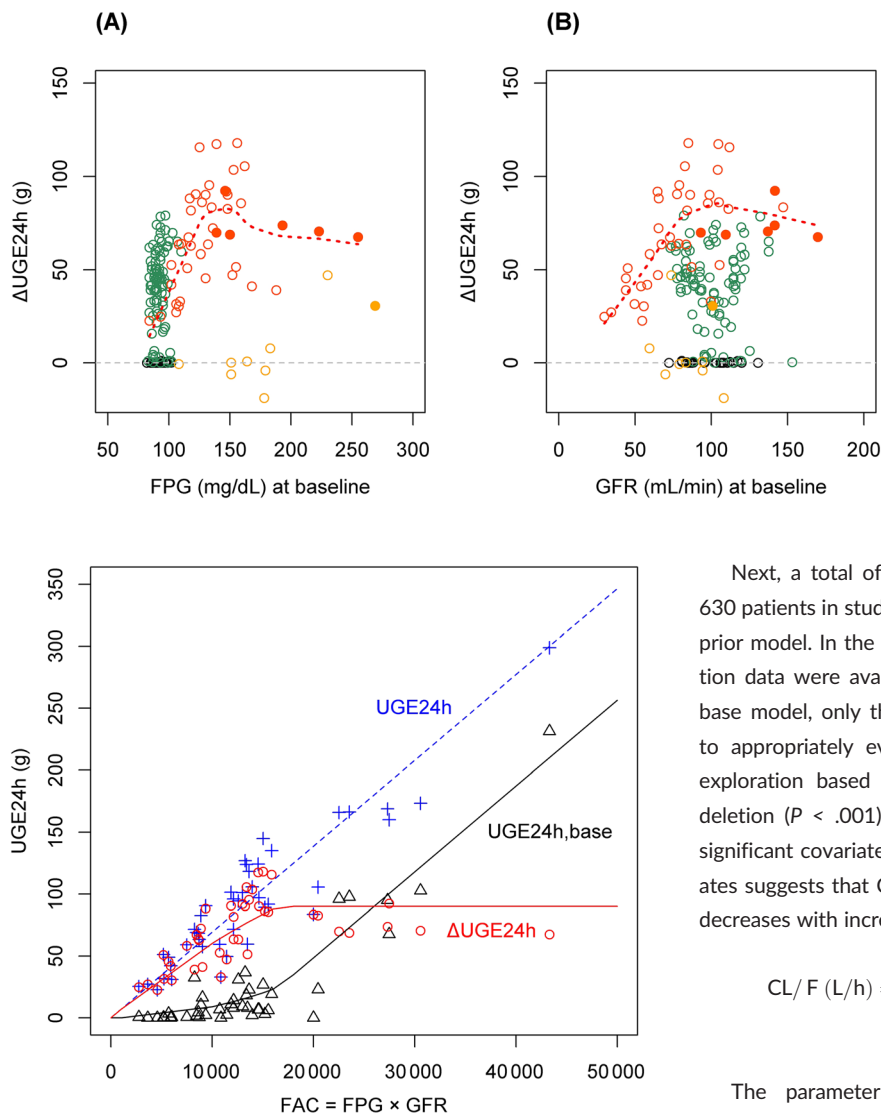 (A)
(B)
ΔUGE24h (g)
0
50
100
150
50
100
150
200
250
300
FPG (mg/dL) at baseline
ΔUGE24h (g)
0
50
100
150
0
50
100
150
200
GFR (mL/min) at baseline
UGE24h (g)
0
50
100
150
200
250
300
350
UGE24h
UGE24h,base
ΔUGE24h
0
10 000
20 000
30 000
40 000
50 000
FAC = FPG × GFR
Next, a total of
630 patients in stud
prior model. In the
tion data were ava
base model, only th
to appropriately ev
exploration based
deletion (P < .001)
significant covariate
ates suggests that C
decreases with incre
CL/ F (L/h) =
The parameter